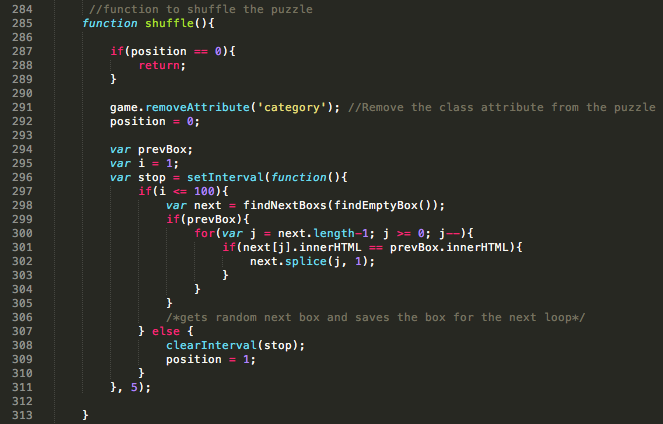 284 //function to shuffle the puzzle
285 function shuffle(){
286
287 if(position == 0){
288 return;
289 }
290
291 game.removeAttribute('category'); //Remove the class attribute from the puzzle
292 position = 0;
293
294 var prevBox;
295 var i = 1;
296 var stop = setInterval(function(){
297 if(i <= 100){
298 var next = findNextBoxs(findEmptyBox());
299 if(prevBox){
300 for(var j = next.length-1; j >= 0; j--){
301 if(next[j].innerHTML == prevBox.innerHTML){
302 next.splice(j, 1);
303 }
304 }
305 }
306 /*gets random next box and saves the box for the next loop*/
307 } else {
308 clearInterval(stop);
309 position = 1;
310 }
311 }, 5);
312
313 }